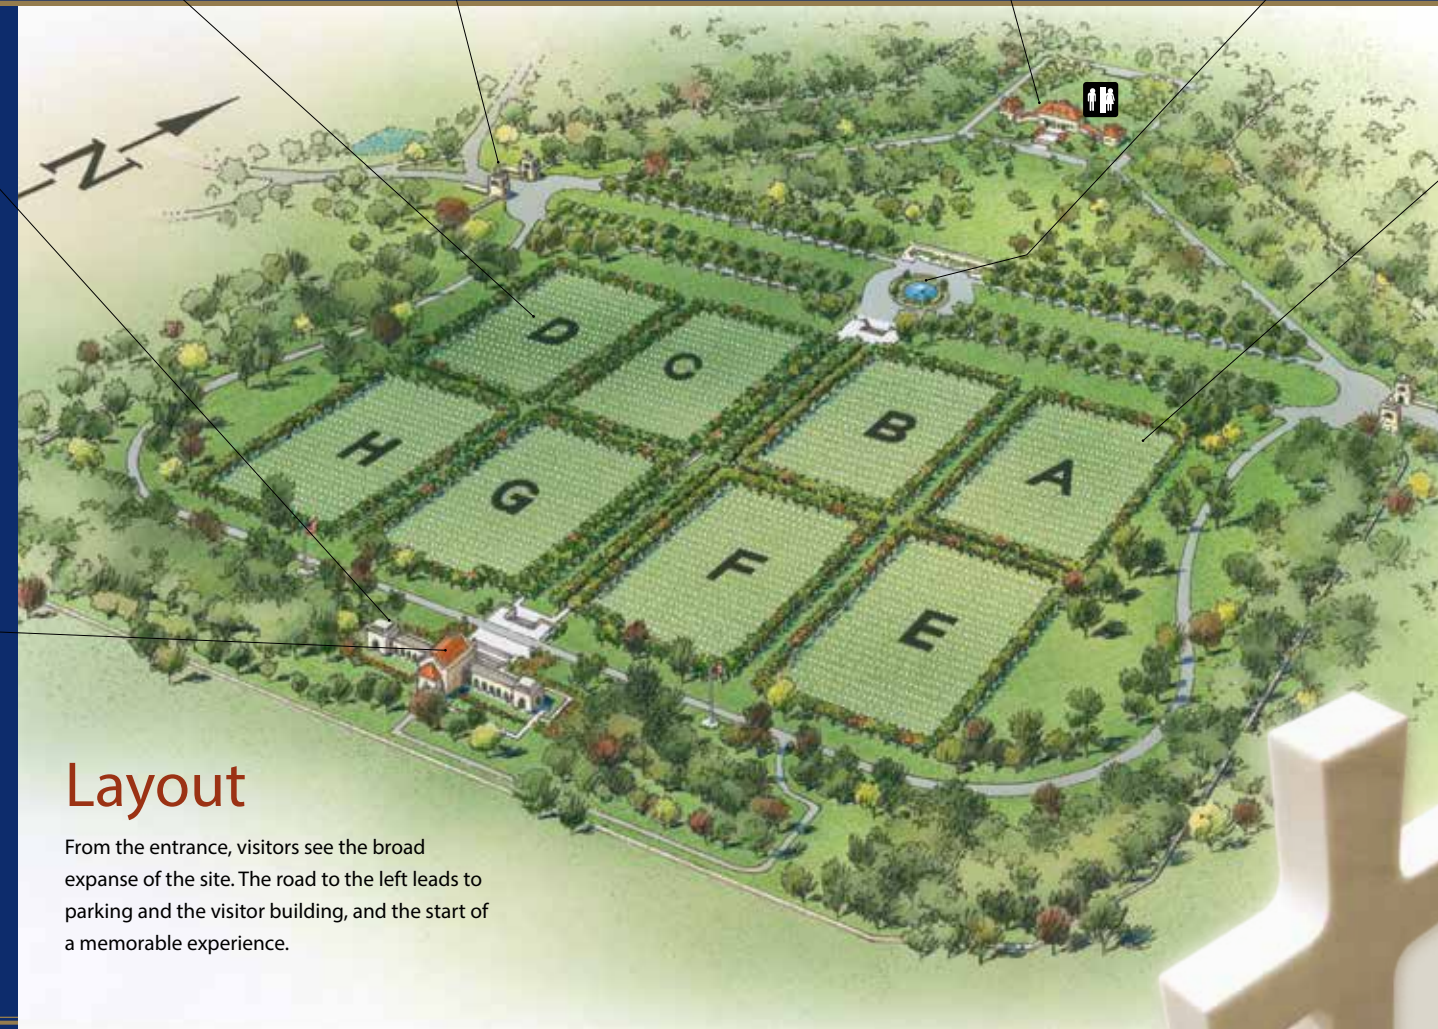 N
D
C
B
A
H
G
F
E
Layout
From the entrance, visitors see the broad
expanse of the site. The road to the left leads to
parking and the visitor building, and the start of
a memorable experience.